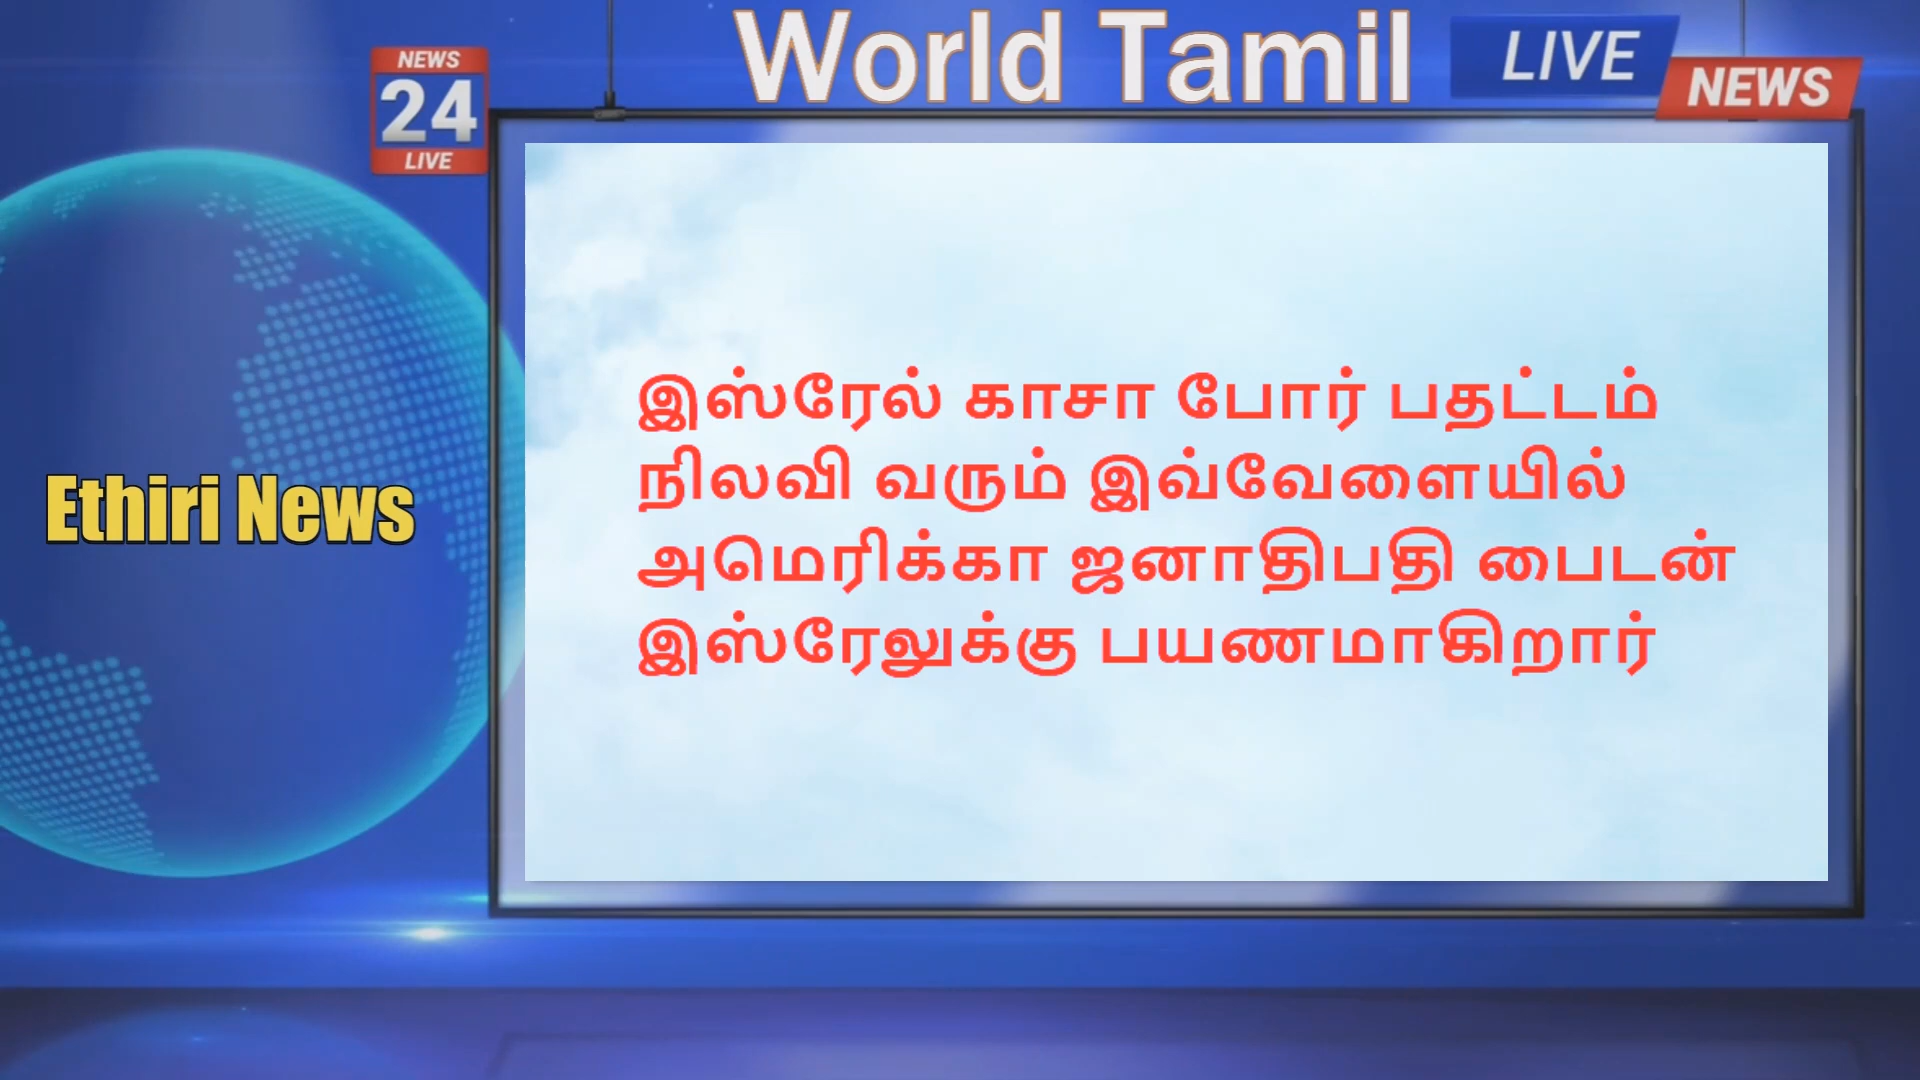 World Tamil
LIVE
NEWS
NEWS
24
LIVE
இஸ்ரேல் காசா போர் பதட்டம்
நிலவி வரும் இவ்வேளையில்
அமெரிக்கா ஜனாதிபதி பைடன்
இஸ்ரேலுக்கு பயணமாகிறார்
Ethiri News